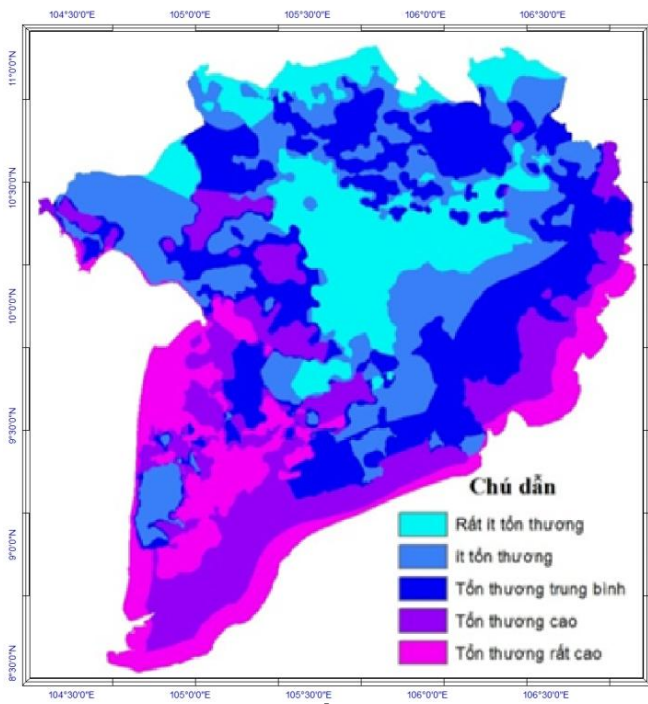 104°30'0"E 105°0'0"E 105°30'0"E 106°0'0"E 106°30'0"E
11°0'0"N
10°30'0"N
10°0'0"N
9°30'0"N
9°0'0"N
8°30'0"N
Chú dẫn
Rất ít tổn thương
ít tổn thương
Tổn thương trung bình
Tổn thương cao
Tổn thương rất cao
104°30'0"E 105°0'0"E 105°30'0"E 106°0'0"E 106°30'0"E